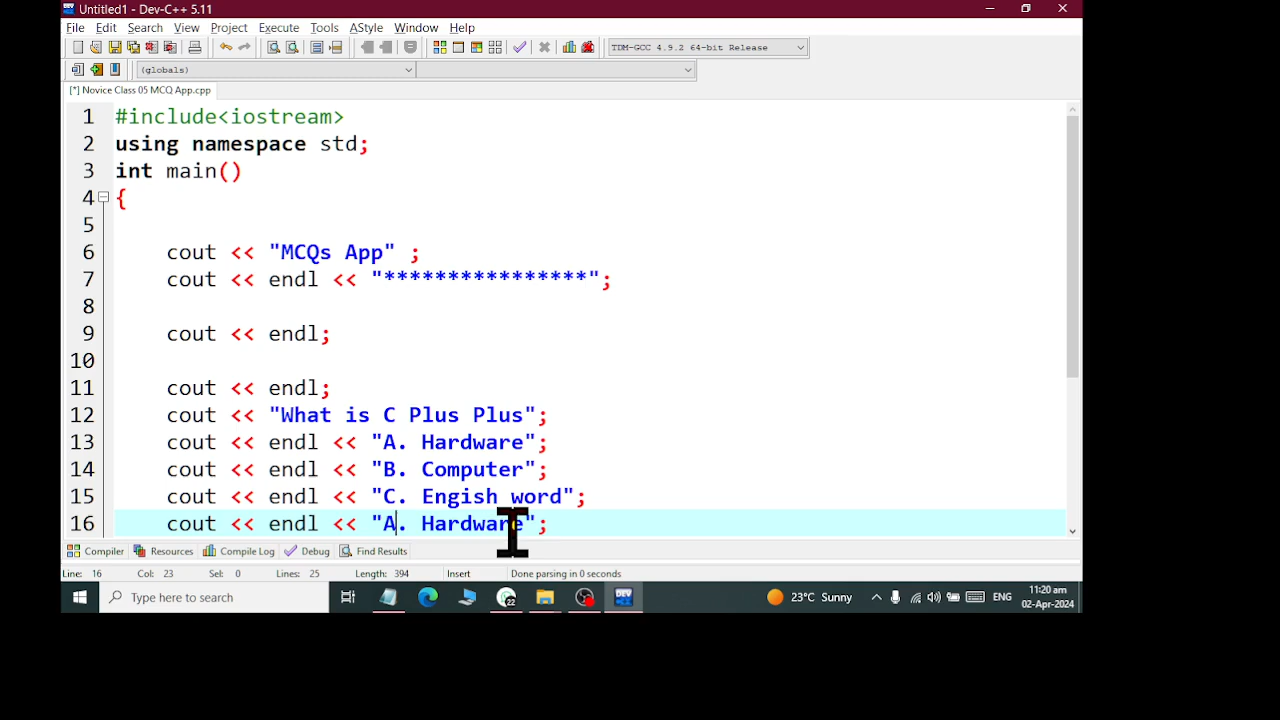 Untitled1 - Dev-C++ 5.11
File Edit Search View Project Execute Tools AStyle Window Help
TDM-GCC 4.9.2 64-bit Release
(globals)
[*] Novice Class 05 MCQ App.cpp
1 #include<iostream>
2 using namespace std;
3 int main()
4 {
5
6 cout << "MCQs App" ;
7 cout << endl << "****************";
8
9 cout << endl;
10
11 cout << endl;
12 cout << "What is C Plus Plus";
13 cout << endl << "A. Hardware";
14 cout << endl << "B. Computer";
15 cout << endl << "C. Engish word";
16 cout << endl << "A. Hardware";
Compiler Resources Compile Log Debug Find Results
Line: 16 Col: 23 Sel: 0 Lines: 25 Length: 394 Insert Done parsing in 0 seconds
Type here to search 22 DEV 23°C Sunny ENG 11:20 am
02-Apr-2024